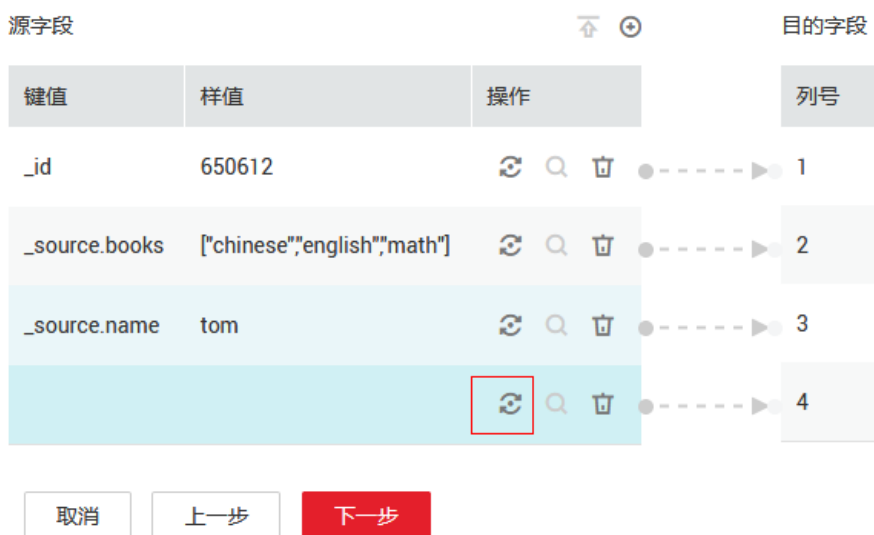 源字段 目的字段
键值 样值 操作 列号
_id 650612 1
_source.books ["chinese","english","math"] 2
_source.name tom 3
4
取消 上一步 下一步